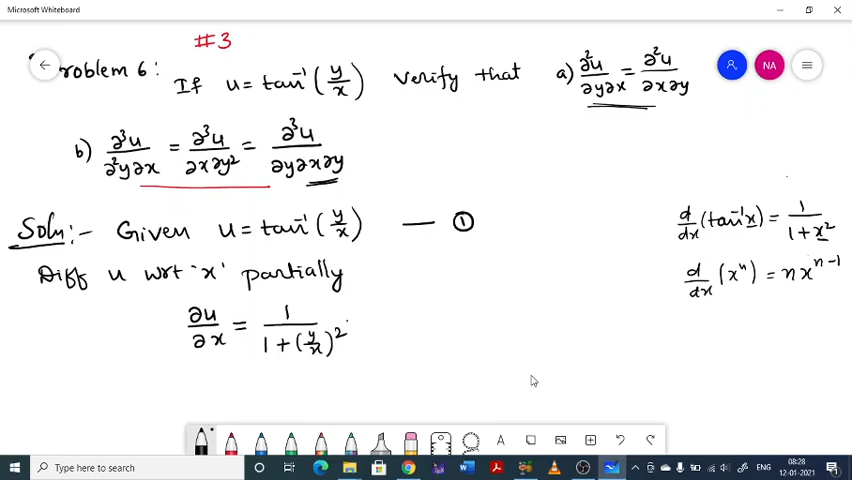 Microsoft Whiteboard
#3
Problem 6: If u = tan⁻¹(y/x) verify that a) ∂²u/∂y∂x = ∂²u/∂x∂y
b) ∂³u/∂²y∂x = ∂³u/∂x∂y² = ∂³u/∂y∂x∂y
Soln:- Given u = tan⁻¹(y/x) — ①
Diff u wrt 'x' partially
∂u/∂x = 1/(1+(y/x)²)
d/dx (tan⁻¹x) = 1/(1+x²)
d/dx (xⁿ) = nxⁿ⁻¹
NA
A
Type here to search
ENG
08:28
12-01-2021